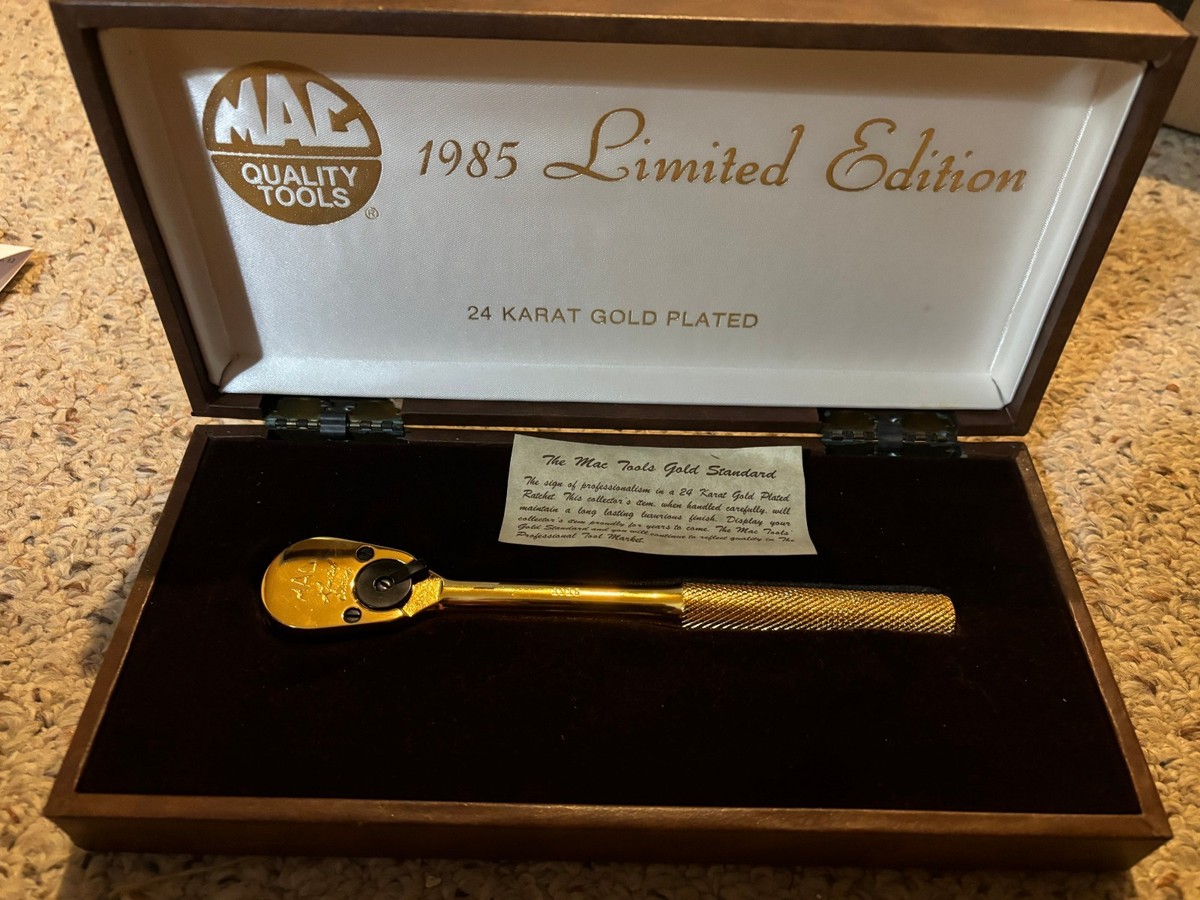 MAC
QUALITY
TOOLS
®
1985 Limited Edition
24 KARAT GOLD PLATED
The Mac Tools Gold Standard
The sign of professionalism in a 24 Karat Gold Plated
Ratchet. This collector's item, when handled carefully, will
maintain a long lasting luxurious finish. Display your
collector's item proudly for years to come. The Mac Tools
Gold Standard and you will continue to reflect quality in The
Professional Tool Market.
MAC